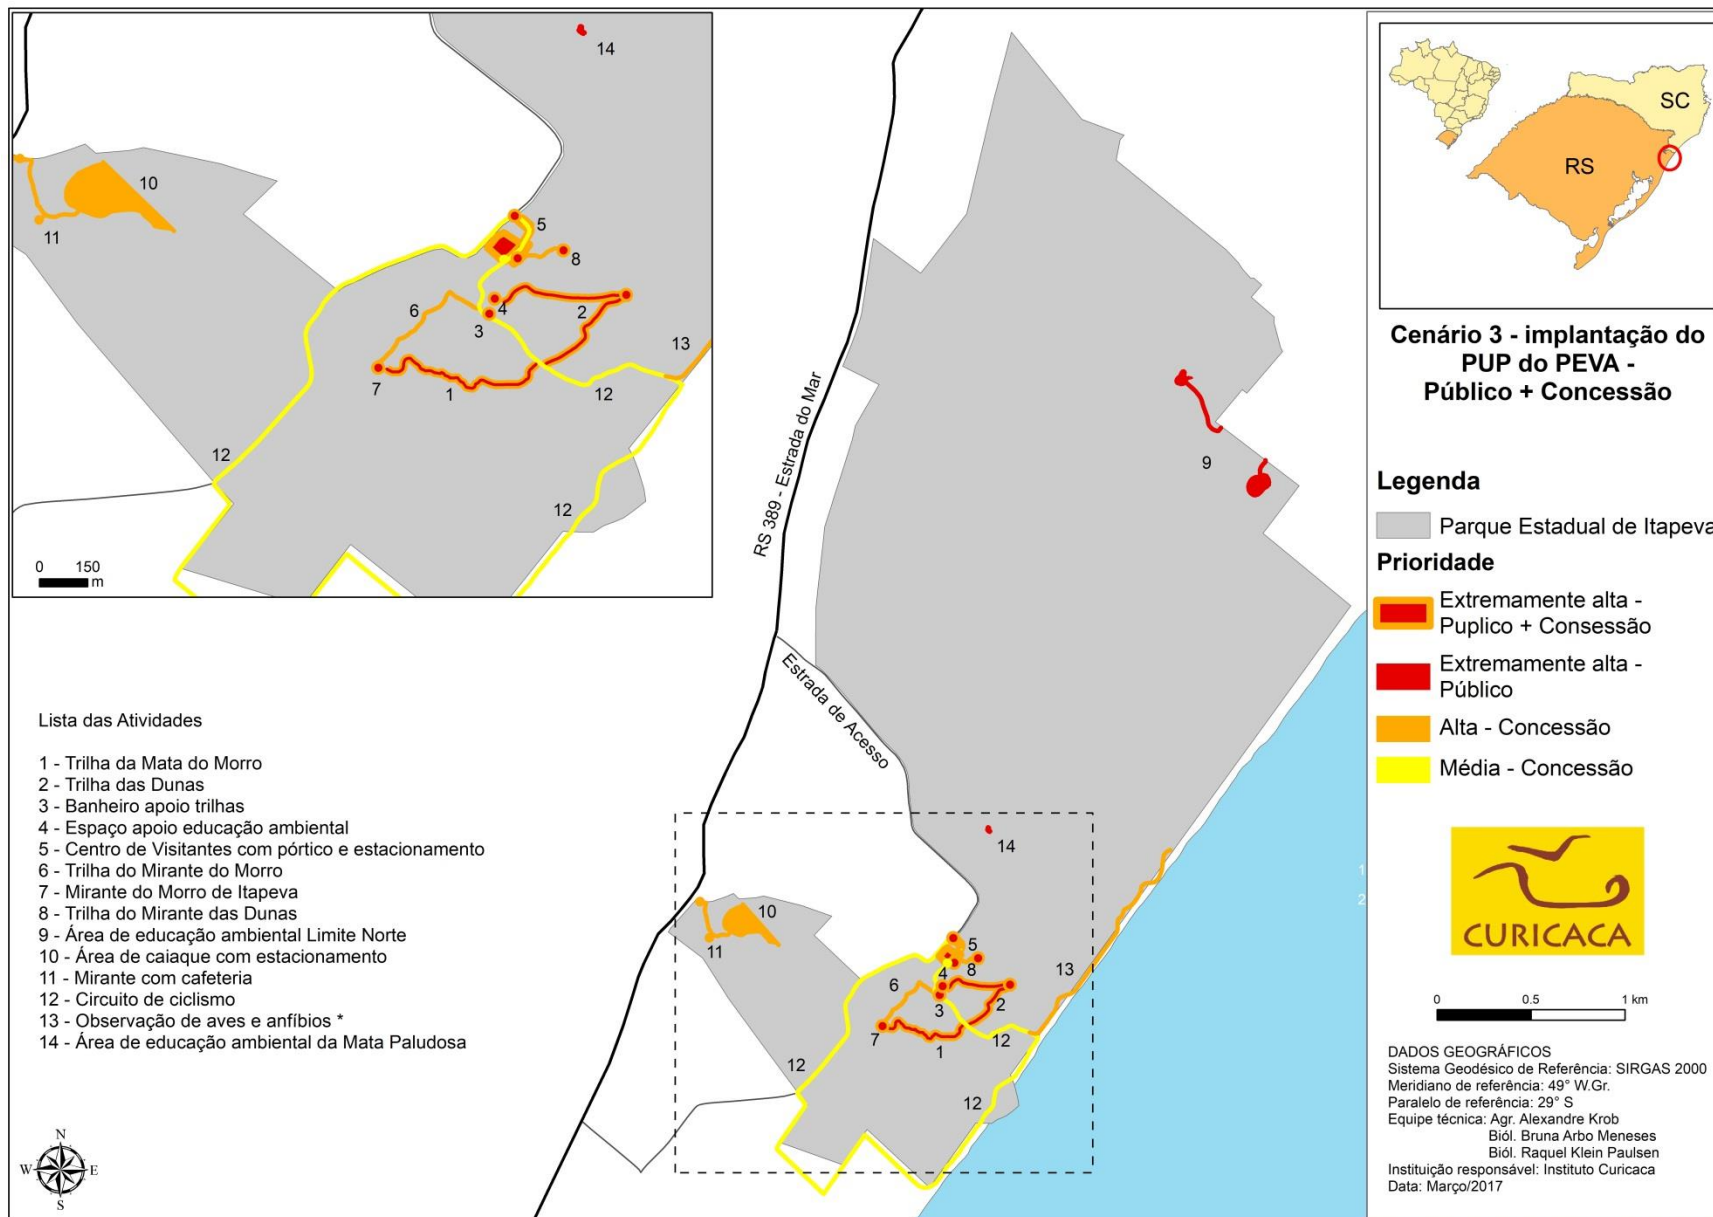 14
10
11
5
8
4
6
3
2
13
7
1
12
12
12
0 150
m
RS 389 - Estrada do Mar
Estrada de Acesso
9
14
10
11
5
4
8
13
6
3
2
7
1
12
12
12
1
2
Lista das Atividades
1 - Trilha da Mata do Morro
2 - Trilha das Dunas
3 - Banheiro apoio trilhas
4 - Espaço apoio educação ambiental
5 - Centro de Visitantes com pórtico e estacionamento
6 - Trilha do Mirante do Morro
7 - Mirante do Morro de Itapeva
8 - Trilha do Mirante das Dunas
9 - Área de educação ambiental Limite Norte
10 - Área de caiaque com estacionamento
11 - Mirante com cafeteria
12 - Circuito de ciclismo
13 - Observação de aves e anfíbios *
14 - Área de educação ambiental da Mata Paludosa
N
W E
S
SC
RS
Cenário 3 - implantação do
PUP do PEVA -
Público + Concessão
Legenda
Parque Estadual de Itapeva
Prioridade
Extremamente alta -
Puplico + Consessão
Extremamente alta -
Público
Alta - Concessão
Média - Concessão
CURICACA
0 0.5 1 km
DADOS GEOGRÁFICOS
Sistema Geodésico de Referência: SIRGAS 2000
Meridiano de referência: 49° W.Gr.
Paralelo de referência: 29° S
Equipe técnica: Agr. Alexandre Krob
Biól. Bruna Arbo Meneses
Biól. Raquel Klein Paulsen
Instituição responsável: Instituto Curicaca
Data: Março/2017